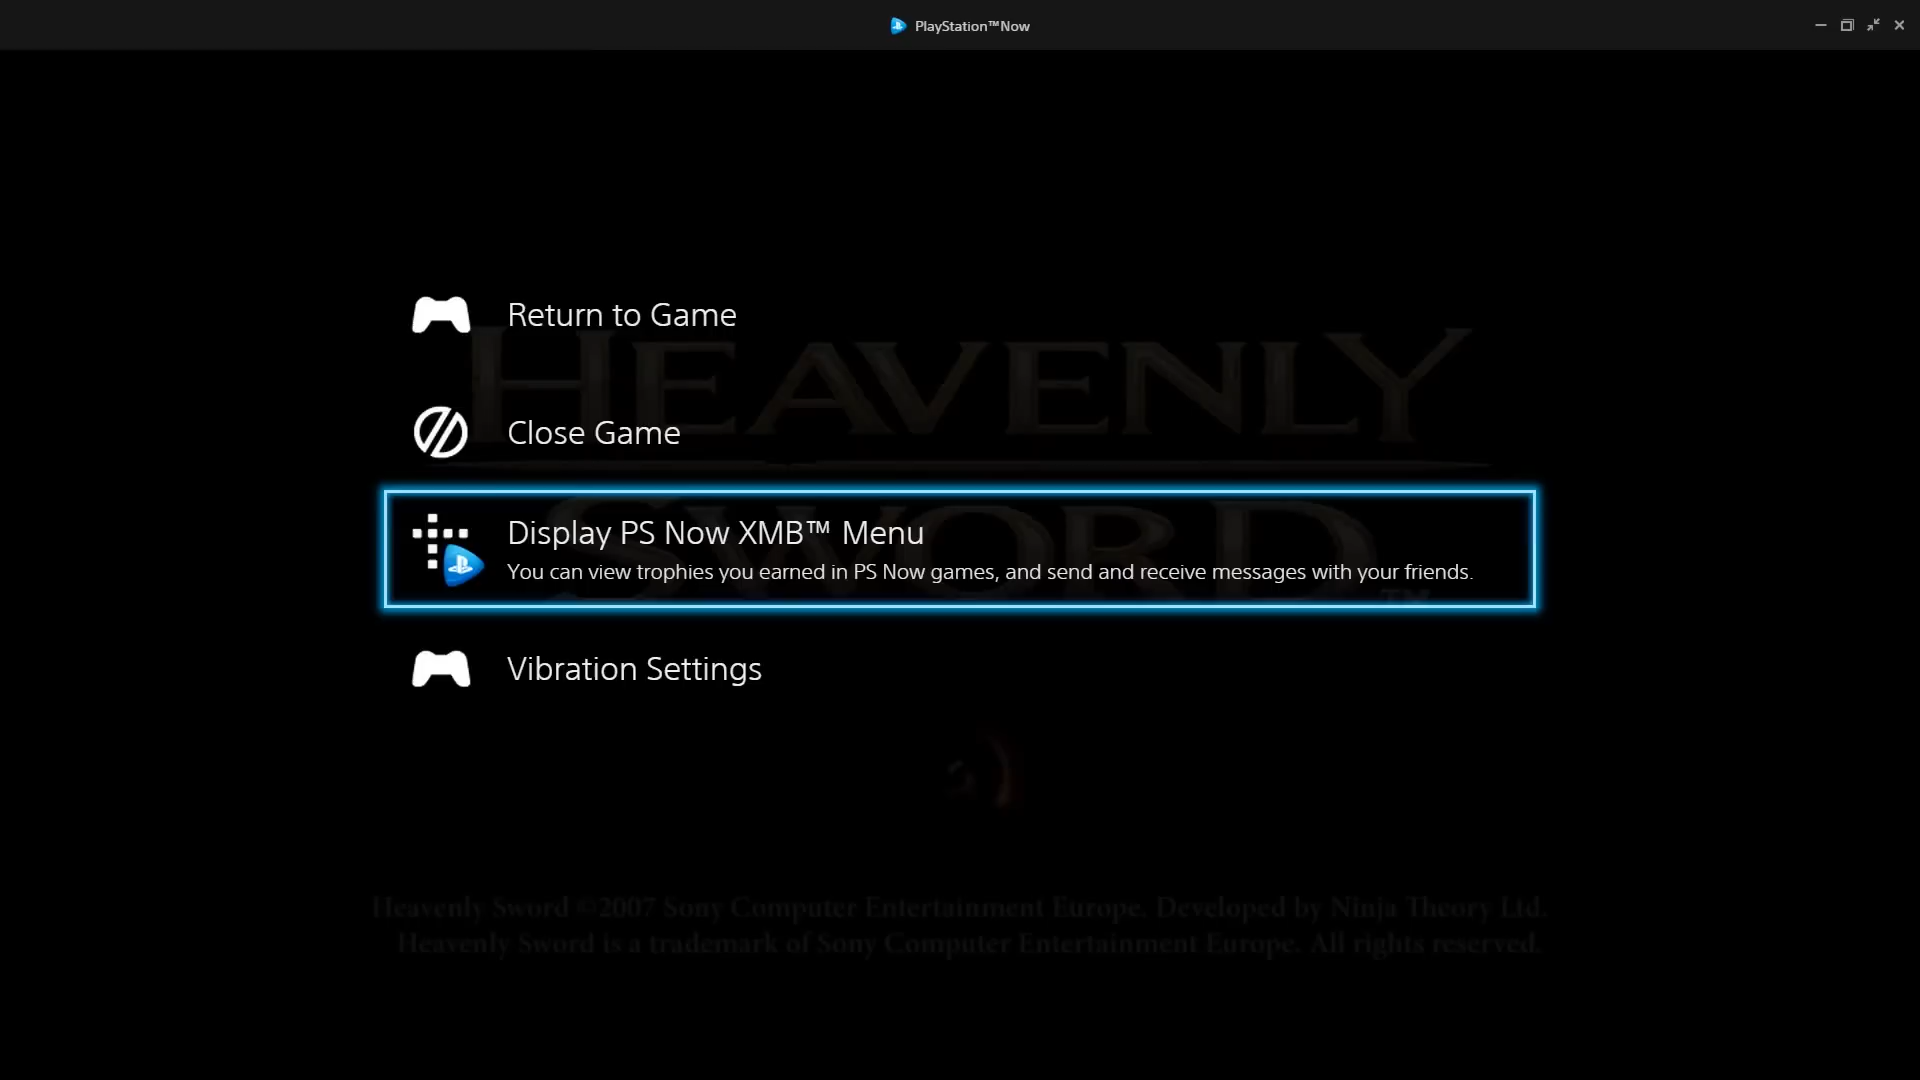 PlayStation™Now
Return to Game
HEAVENLY
Close Game
SWORD
Display PS Now XMB™ Menu
You can view trophies you earned in PS Now games, and send and receive messages with your friends.
TM
Vibration Settings
Heavenly Sword ©2007 Sony Computer Entertainment Europe. Developed by Ninja Theory Ltd.
Heavenly Sword is a trademark of Sony Computer Entertainment Europe. All rights reserved.